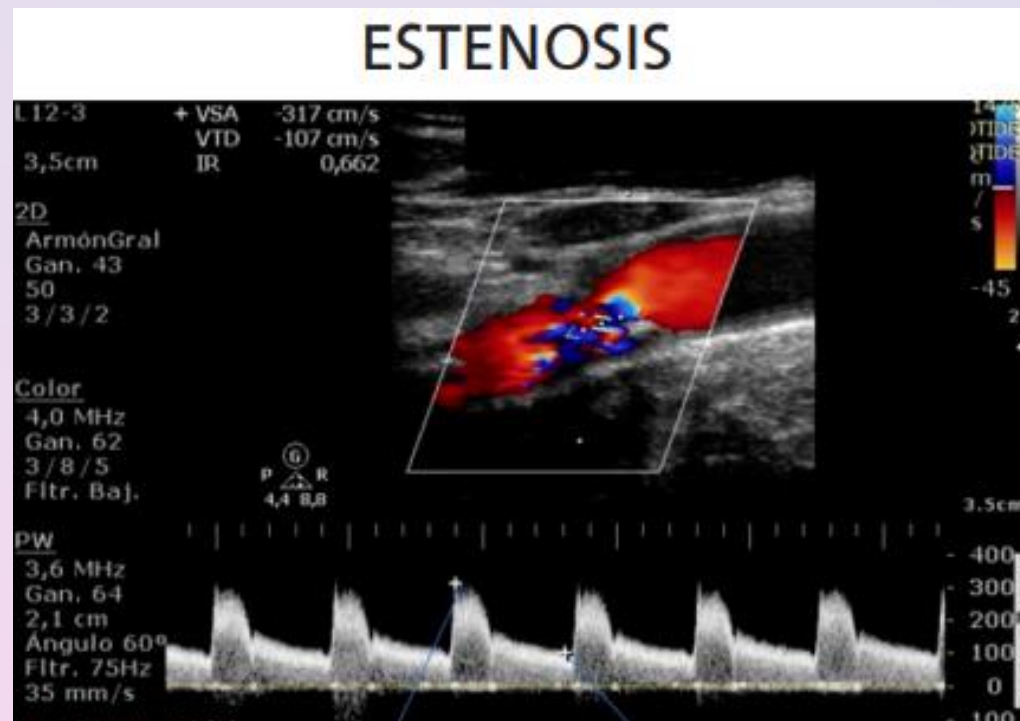 ESTENOSIS
L12-3
3,5cm
+ VSA -317 cm/s
VTD -107 cm/s
IR 0,662
2D
ArmónGral
Gan. 43
50
3/3/2
Color
4,0 MHz
Gan. 62
3/8/5
Fltr. Baj.
G
P R
4,4 8,8
m
/
s
-45
3.5cm
PW
3,6 MHz
Gan. 64
2,1 cm
Ángulo 60º
Fltr. 75Hz
35 mm/s
400
300
200
100
0